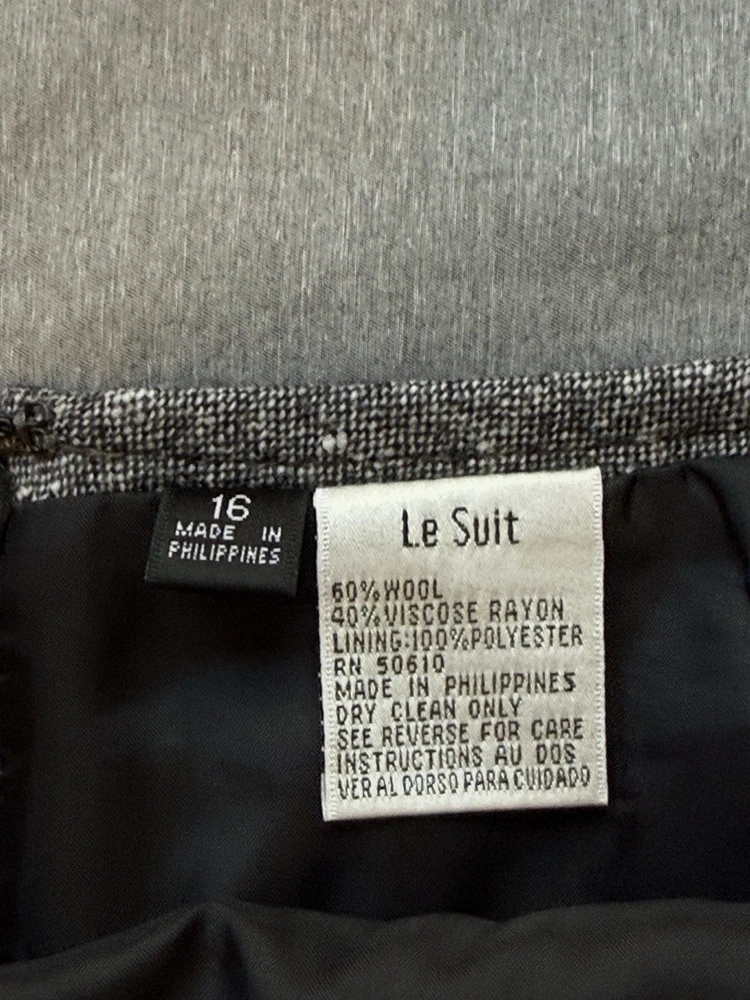 16
MADE IN
PHILIPPINES
Le Suit
60%WOOL
40%VISCOSE RAYON
LINING:100%POLYESTER
RN 50610
MADE IN PHILIPPINES
DRY CLEAN ONLY
SEE REVERSE FOR CARE
INSTRUCTIONS AU DOS
VER AL DORSO PARA CUIDADO